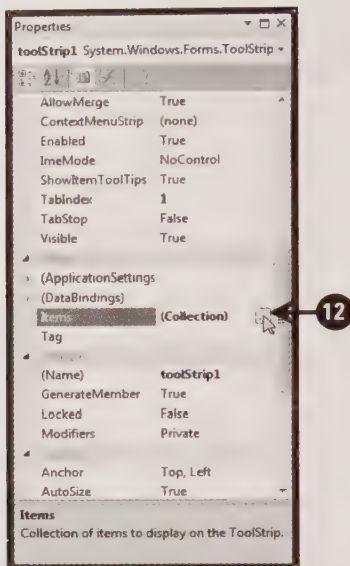 Properties
toolStrip1 System.Windows.Forms.ToolStrip
AllowMerge True
ContextMenuStrip (none)
Enabled True
ImeMode NoControl
ShowItemToolTips True
TabIndex 1
TabStop False
Visible True
(ApplicationSettings
(DataBindings)
Items (Collection)
12
Tag
(Name) toolStrip1
GenerateMember True
Locked False
Modifiers Private
Anchor Top, Left
AutoSize True
Items
Collection of items to display on the ToolStrip.